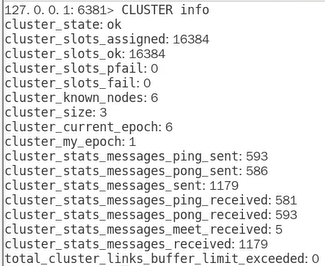 127. 0. 0. 1: 6381> CLUSTER info
cluster_state: ok
cluster_slots_assigned: 16384
cluster_slots_ok: 16384
cluster_slots_pfail: 0
cluster_slots_fail: 0
cluster_known_nodes: 6
cluster_size: 3
cluster_current_epoch: 6
cluster_my_epoch: 1
cluster_stats_messages_ping_sent: 593
cluster_stats_messages_pong_sent: 586
cluster_stats_messages_sent: 1179
cluster_stats_messages_ping_received: 581
cluster_stats_messages_pong_received: 593
cluster_stats_messages_meet_received: 5
cluster_stats_messages_received: 1179
total_cluster_links_buffer_limit_exceeded: 0